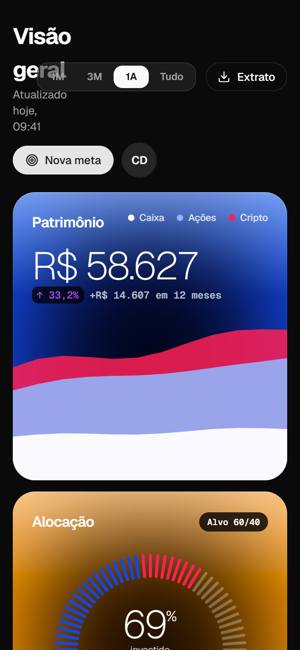 Visão
geral
1M 3M 1A Tudo
Extrato
Atualizado
hoje,
09:41
Nova meta
CD
Patrimônio
Caixa Ações Cripto
R$ 58.627
↑ 33,2% +R$ 14.607 em 12 meses
Alocação
Alvo 60/40
69%
investido